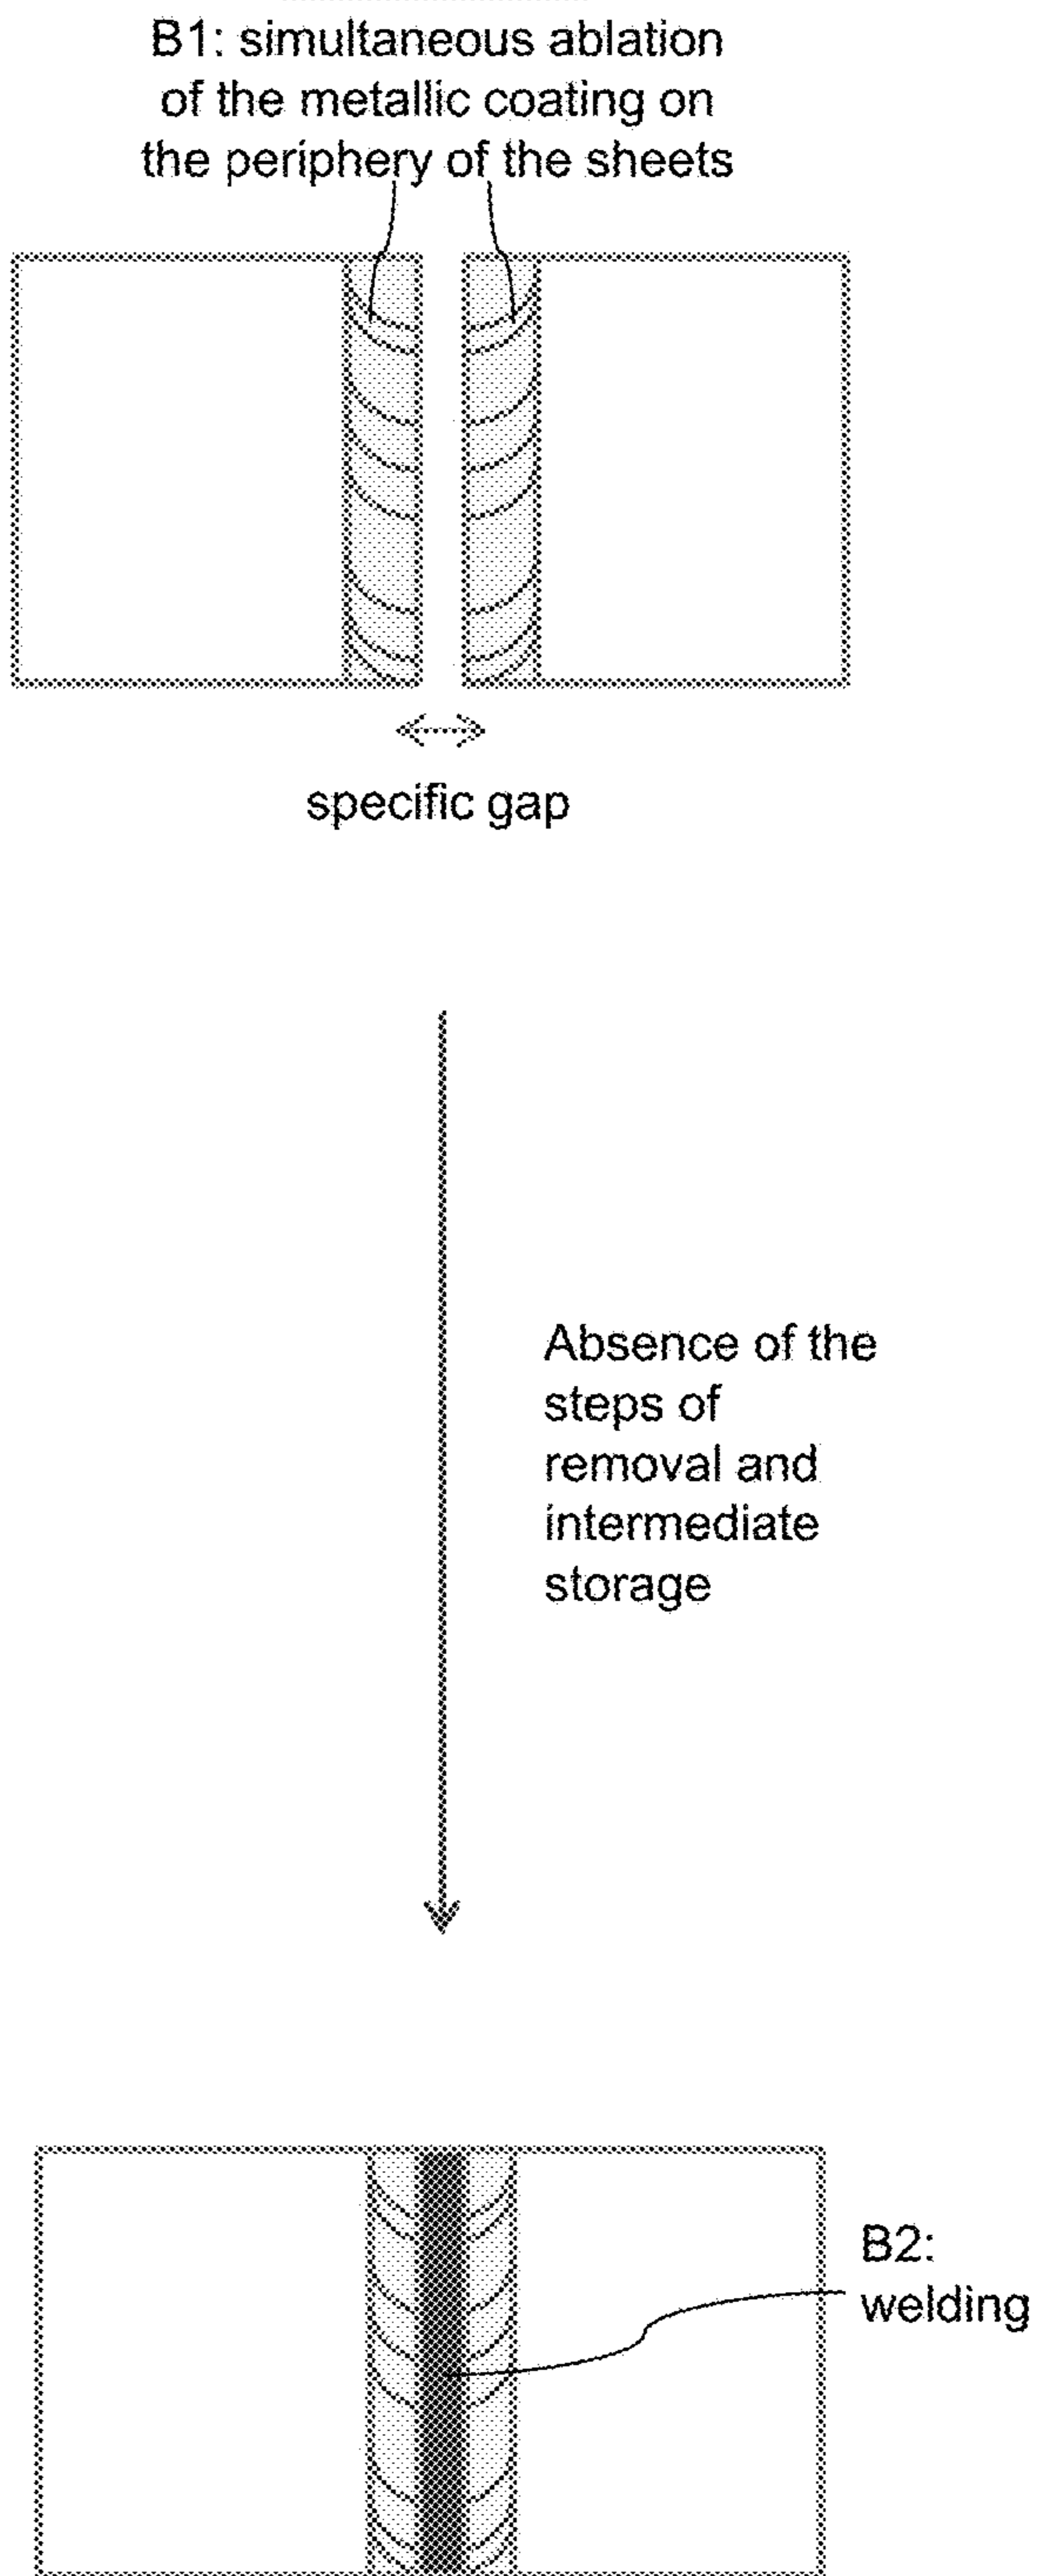 B1: simultaneous ablation
of the metallic coating on
the periphery of the sheets
specific gap
Absence of the
steps of
removal and
intermediate
storage
B2:
welding